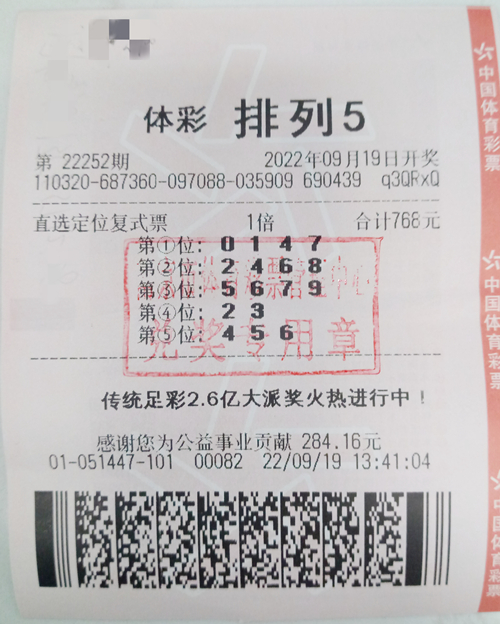 体彩 排列5
第 22252期 2022年09月19日开奖
110320-687360-097088-035909 690439 q3QRxQ
直选定位复式票 1倍 合计768元
第①位: 0 1 4 7
第②位: 2 4 6 8
第③位: 5 6 7 9
第④位: 2 3
第⑤位: 4 5 6
兑奖专用章
传统足彩2.6亿大派奖火热进行中！
感谢您为公益事业贡献 284.16元
01-051447-101 00082 22/09/19 13:41:04
中国体育彩票
中国体育彩票
中国体育彩票